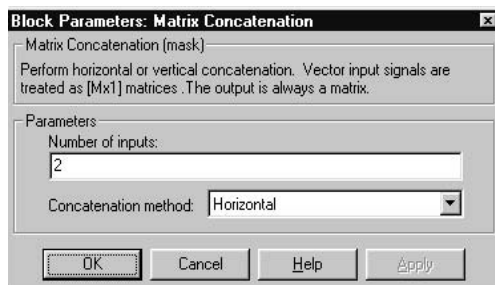 Block Parameters: Matrix Concatenation
Matrix Concatenation (mask)
Perform horizontal or vertical concatenation. Vector input signals are
treated as [Mx1] matrices .The output is always a matrix.
Parameters
Number of inputs:
2
Concatenation method: Horizontal
OK Cancel Help Apply